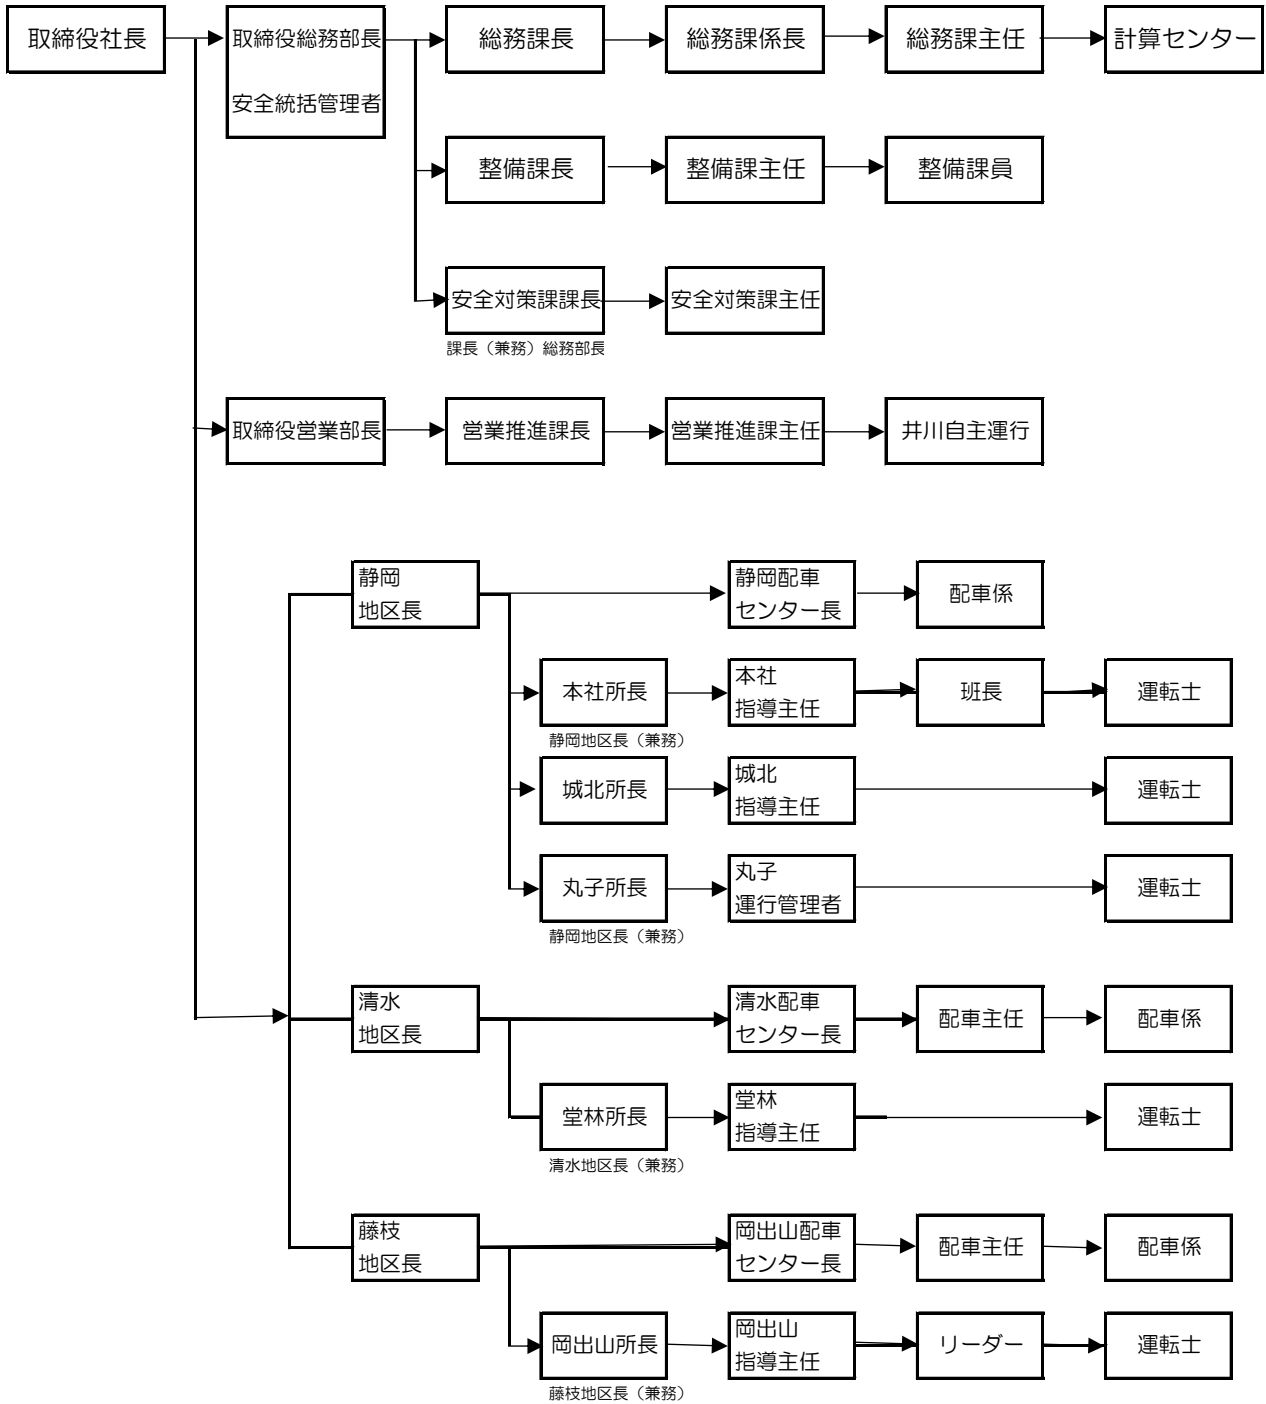 取締役社長
取締役総務部長
安全統括管理者
総務課長
総務課係長
総務課主任
計算センター
整備課長
整備課主任
整備課員
安全対策課課長
安全対策課主任
課長（兼務）総務部長
取締役営業部長
営業推進課長
営業推進課主任
井川自主運行
静岡
地区長
静岡配車
センター長
配車係
本社所長
本社
指導主任
班長
運転士
静岡地区長（兼務）
城北所長
城北
指導主任
運転士
丸子所長
丸子
運行管理者
運転士
静岡地区長（兼務）
清水
地区長
清水配車
センター長
配車主任
配車係
堂林所長
堂林
指導主任
運転士
清水地区長（兼務）
藤枝
地区長
岡出山配車
センター長
配車主任
配車係
岡出山所長
岡出山
指導主任
リーダー
運転士
藤枝地区長（兼務）